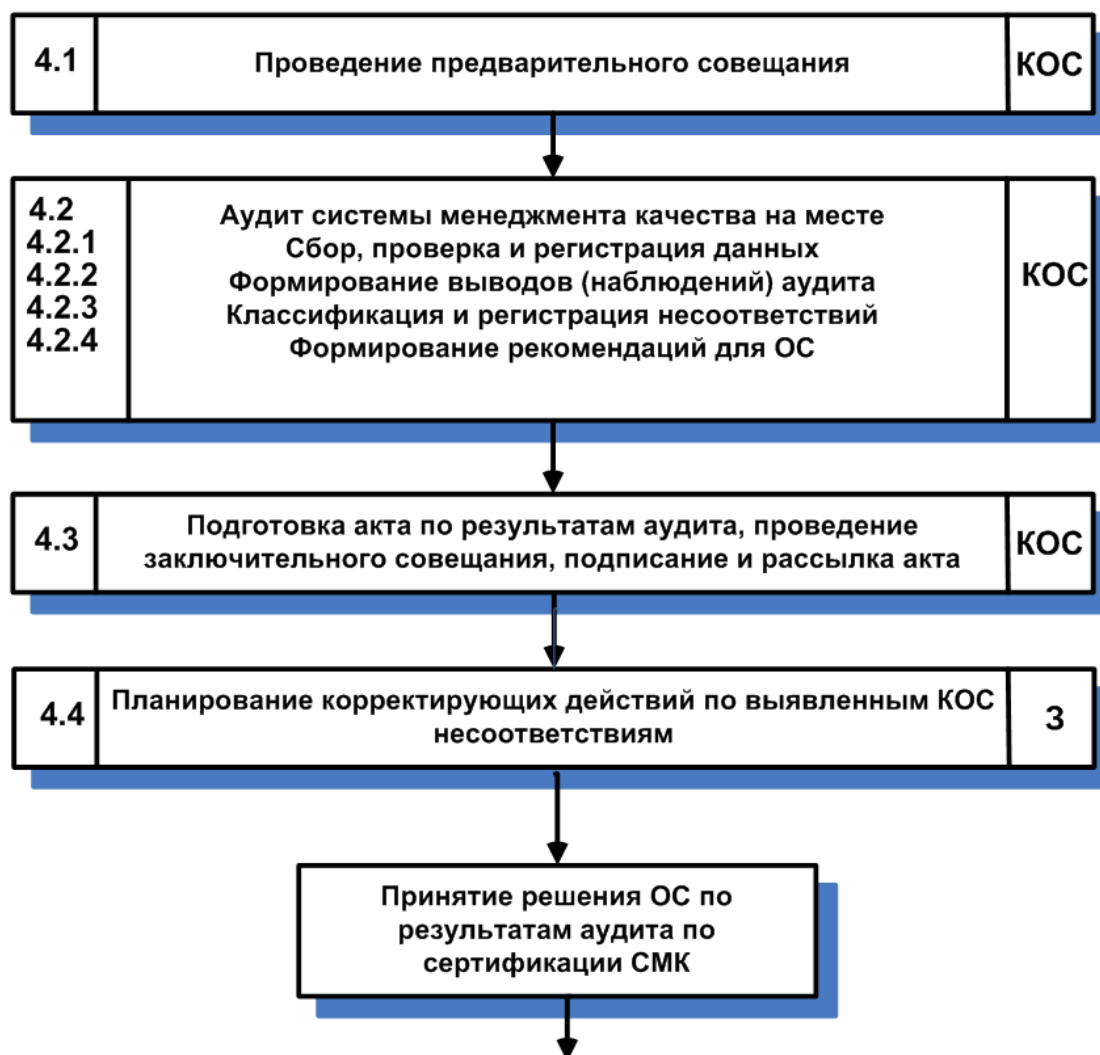 4.1 Проведение предварительного совещания КОС
4.2 Аудит системы менеджмента качества на месте
4.2.1 Сбор, проверка и регистрация данных
4.2.2 Формирование выводов (наблюдений) аудита КОС
4.2.3 Классификация и регистрация несоответствий
4.2.4 Формирование рекомендаций для ОС
4.3 Подготовка акта по результатам аудита, проведение КОС
заключительного совещания, подписание и рассылка акта
4.4 Планирование корректирующих действий по выявленным КОС З
несоответствиям
Принятие решения ОС по
результатам аудита по
сертификации СМК